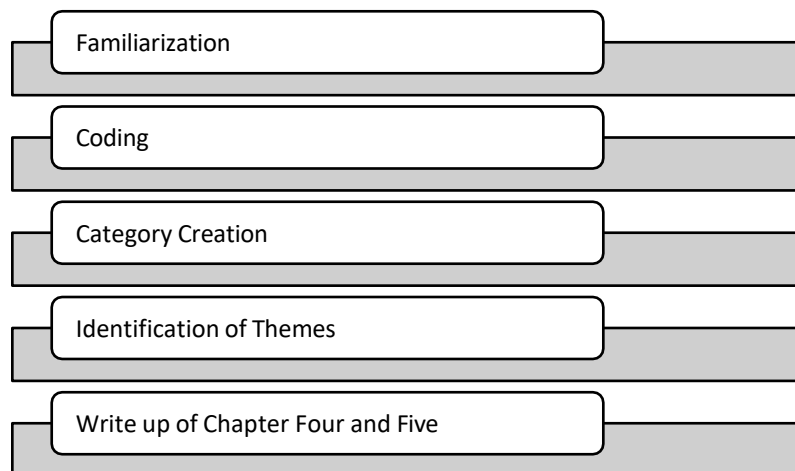 Familiarization
Coding
Category Creation
Identification of Themes
Write up of Chapter Four and Five